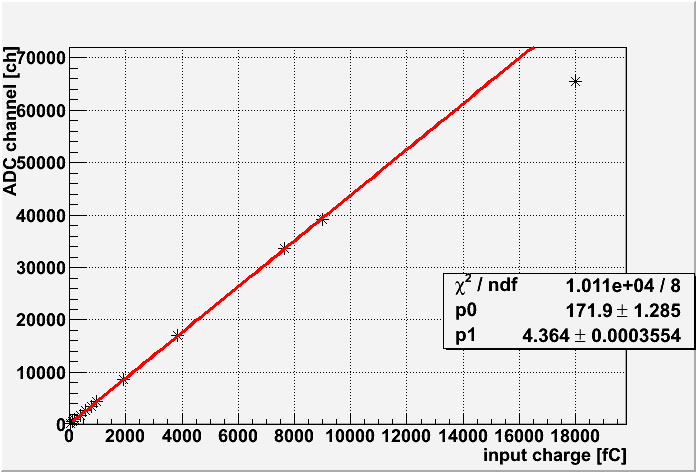 ADC channel [ch]
70000
60000
50000
40000
30000
20000
10000
0
0 2000 4000 6000 8000 10000 12000 14000 16000 18000
input charge [fC]
χ² / ndf 1.011e+04 / 8
p0 171.9 ± 1.285
p1 4.364 ± 0.0003554